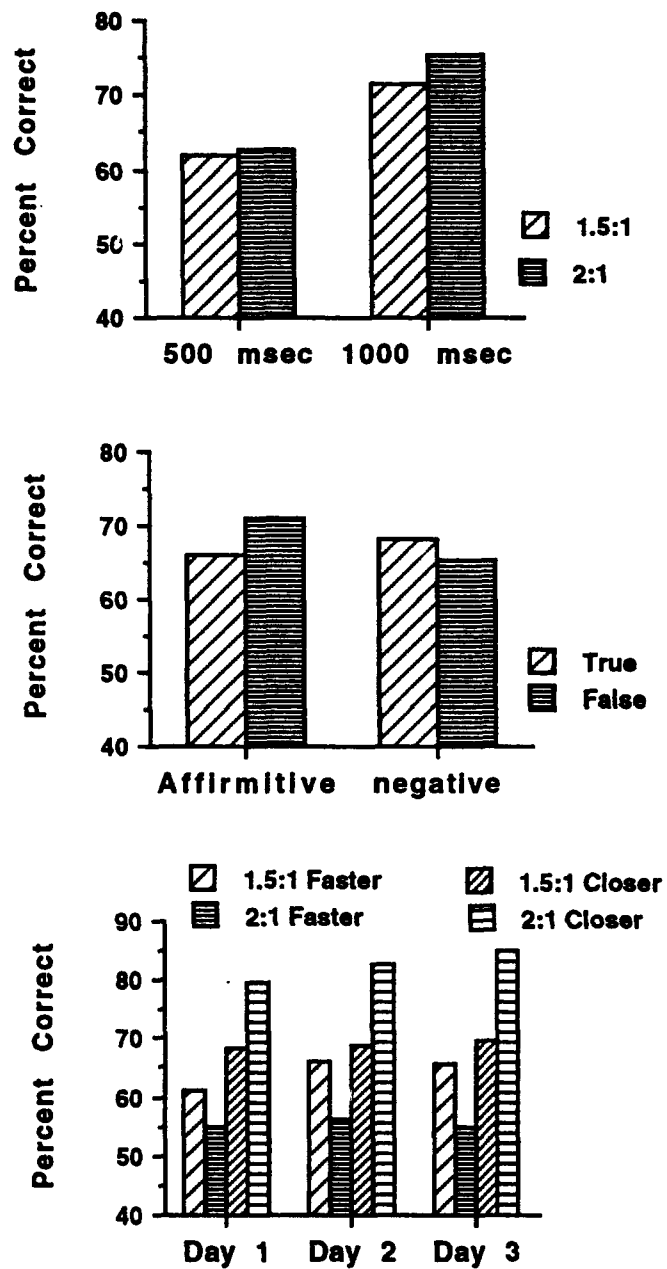 80
70
60
50
40
Percent Correct
1.5:1
2:1
500 msec 1000 msec
80
70
60
50
40
Percent Correct
True
False
Affirmitive negative
1.5:1 Faster 1.5:1 Closer
2:1 Faster 2:1 Closer
90
80
70
60
50
40
Percent Correct
Day 1 Day 2 Day 3